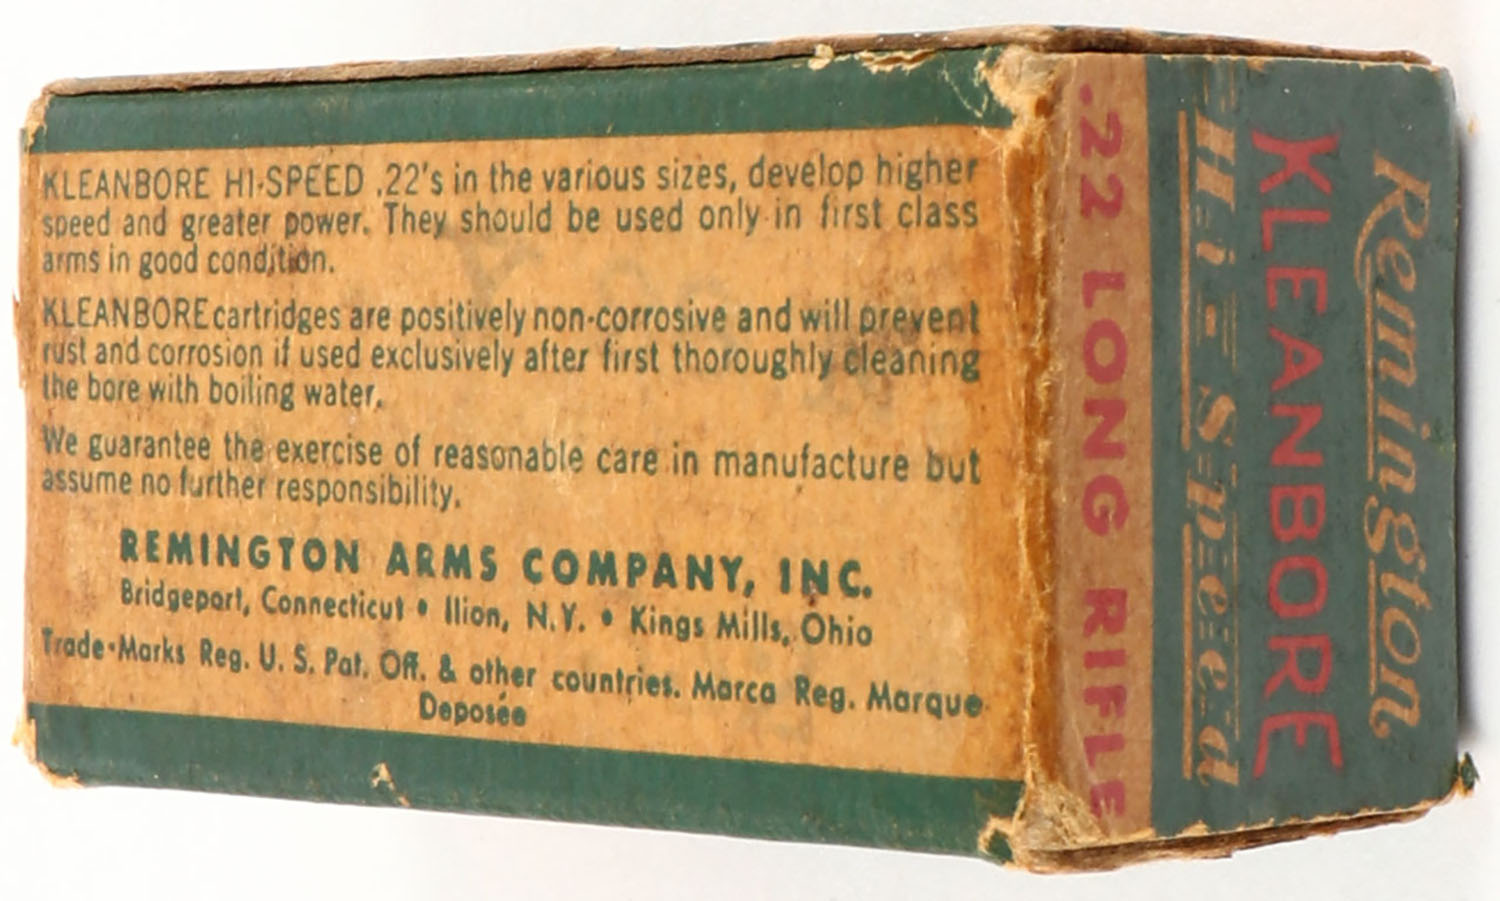 KLEANBORE HI-SPEED .22's in the various sizes, develop higher
speed and greater power. They should be used only in first class
arms in good condition.
KLEANBORE cartridges are positively non-corrosive and will prevent
rust and corrosion if used exclusively after first thoroughly cleaning
the bore with boiling water.
We guarantee the exercise of reasonable care in manufacture but
assume no further responsibility.
REMINGTON ARMS COMPANY, INC.
Bridgeport, Connecticut • Ilion, N.Y. • Kings Mills, Ohio
Trade-Marks Reg. U. S. Pat. Off. & other countries. Marca Reg. Marque
Deposée
Remington
KLEANBORE
Hi-Speed
.22 LONG RIFLE